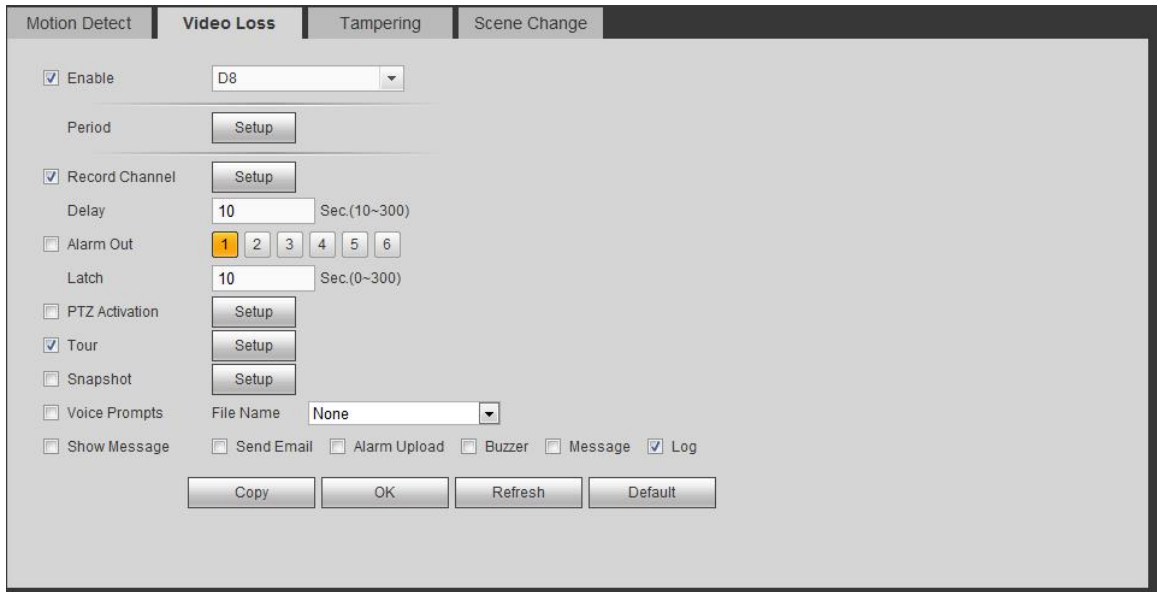 Motion Detect Video Loss Tampering Scene Change
Enable D8
Period Setup
Record Channel Setup
Delay 10 Sec.(10~300)
Alarm Out 1 2 3 4 5 6
Latch 10 Sec.(0~300)
PTZ Activation Setup
Tour Setup
Snapshot Setup
Voice Prompts File Name None
Show Message Send Email Alarm Upload Buzzer Message Log
Copy OK Refresh Default